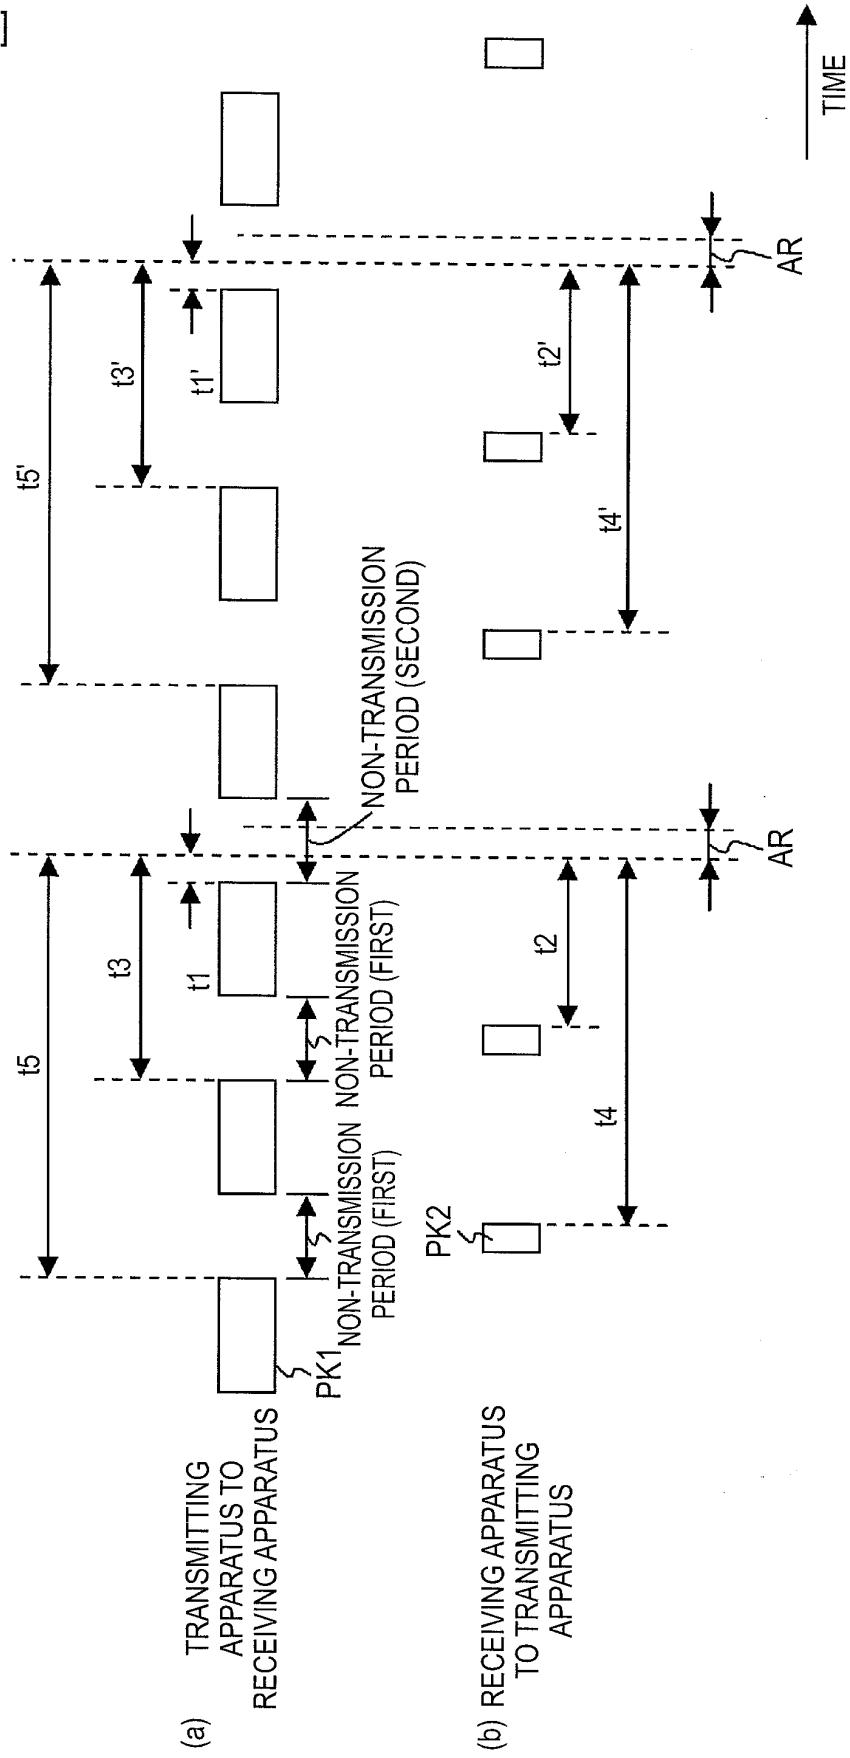 ]
(a)
TRANSMITTING
APPARATUS TO
RECEIVING APPARATUS
PK1
t5
t3
t1
NON-TRANSMISSION
PERIOD (FIRST)
NON-TRANSMISSION
PERIOD (FIRST)
NON-TRANSMISSION
PERIOD (SECOND)
t5'
t3'
t1'
(b)
RECEIVING APPARATUS
TO TRANSMITTING
APPARATUS
PK2
t2
t4
AR
t2'
t4'
AR
TIME